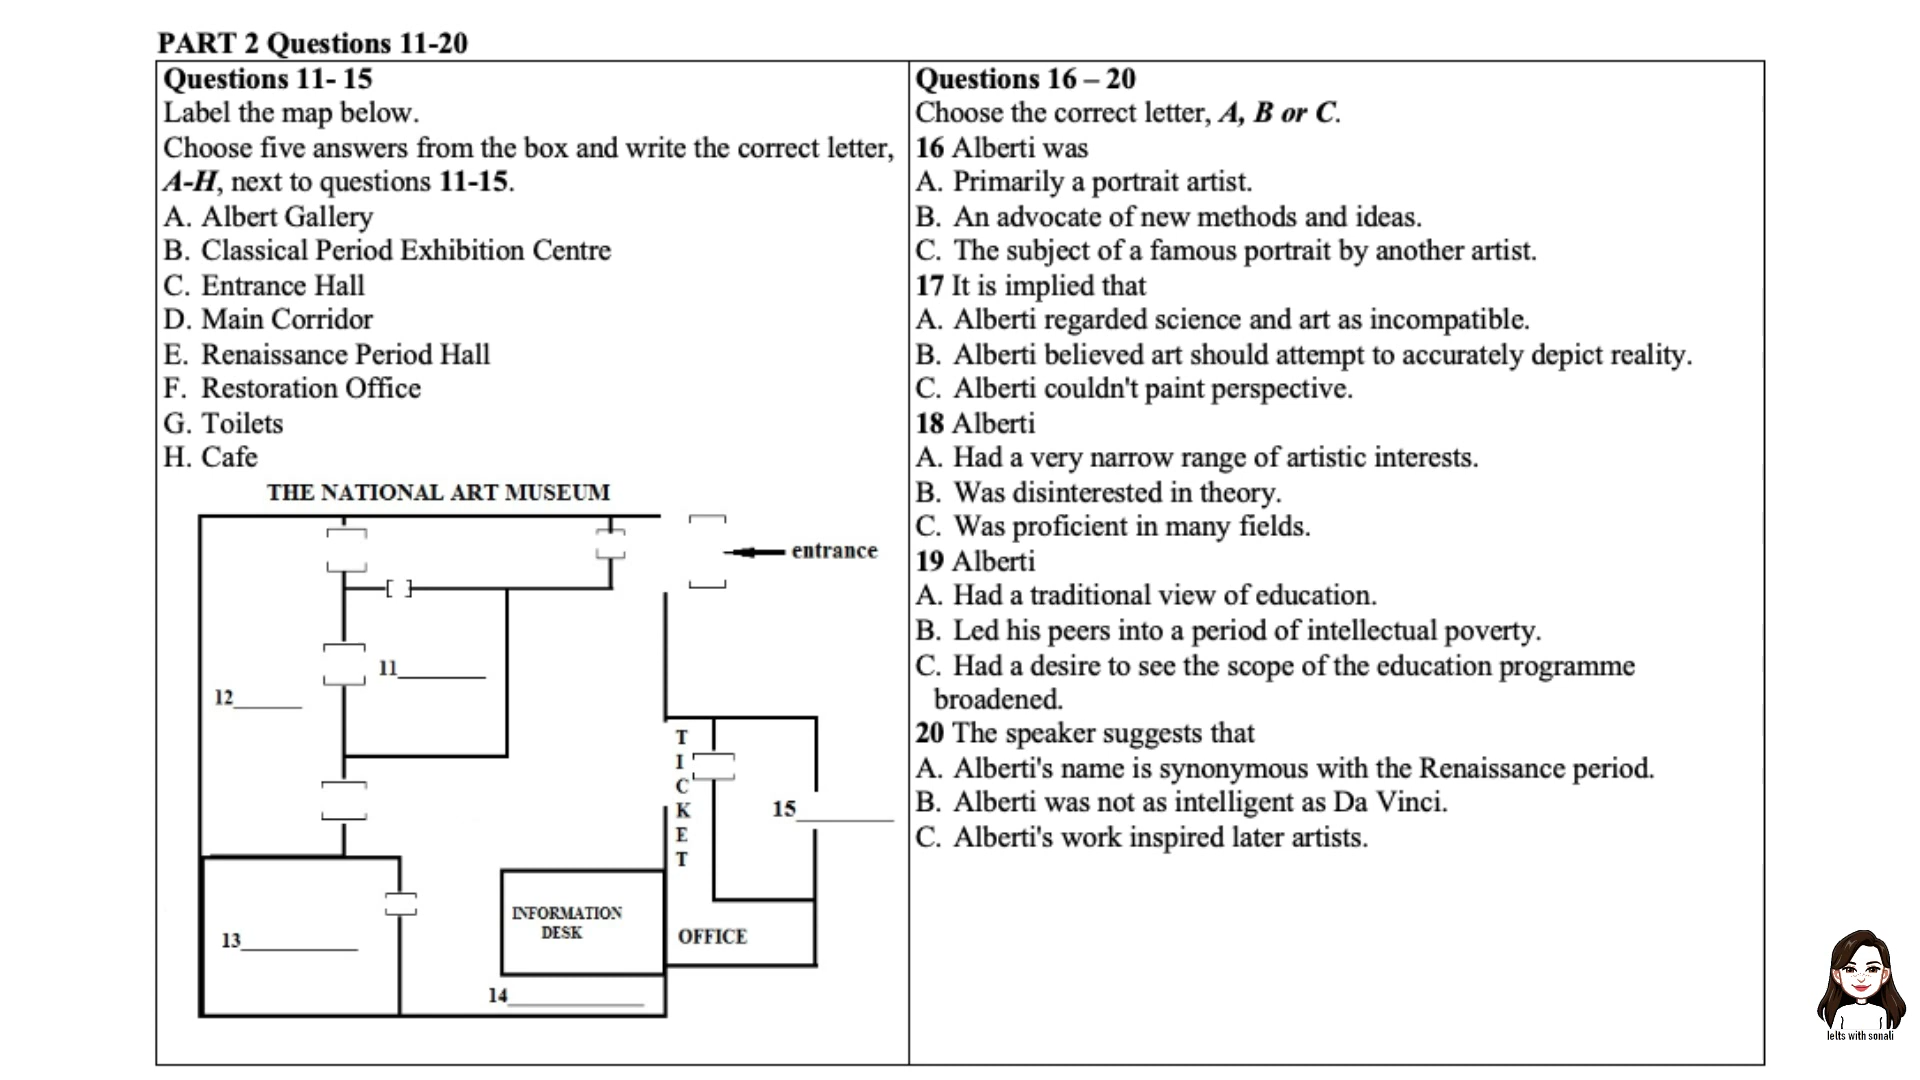 PART 2 Questions 11-20
Questions 11- 15
Label the map below.
Choose five answers from the box and write the correct letter,
A-H, next to questions 11-15.
A. Albert Gallery
B. Classical Period Exhibition Centre
C. Entrance Hall
D. Main Corridor
E. Renaissance Period Hall
F. Restoration Office
G. Toilets
H. Cafe
THE NATIONAL ART MUSEUM
entrance
11
12
TICKET
15
INFORMATION
DESK
OFFICE
13
14
Questions 16 – 20
Choose the correct letter, A, B or C.
16 Alberti was
A. Primarily a portrait artist.
B. An advocate of new methods and ideas.
C. The subject of a famous portrait by another artist.
17 It is implied that
A. Alberti regarded science and art as incompatible.
B. Alberti believed art should attempt to accurately depict reality.
C. Alberti couldn't paint perspective.
18 Alberti
A. Had a very narrow range of artistic interests.
B. Was disinterested in theory.
C. Was proficient in many fields.
19 Alberti
A. Had a traditional view of education.
B. Led his peers into a period of intellectual poverty.
C. Had a desire to see the scope of the education programme
broadened.
20 The speaker suggests that
A. Alberti's name is synonymous with the Renaissance period.
B. Alberti was not as intelligent as Da Vinci.
C. Alberti's work inspired later artists.
Ielts with sonali